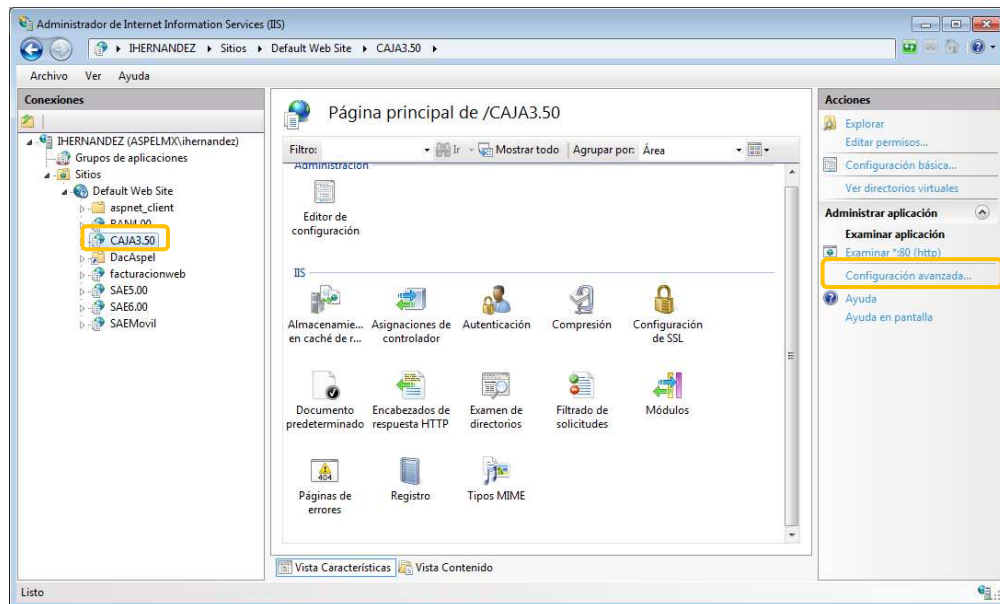 Administrador de Internet Information Services (IIS)
IHERNANDEZ Sitios Default Web Site CAJA3.50
Archivo Ver Ayuda
Conexiones
IHERNANDEZ (ASPELMX\ihernandez)
Grupos de aplicaciones
Sitios
Default Web Site
aspnet_client
BAN4.00
CAJA3.50
DacAspel
facturacionweb
SAE5.00
SAE6.00
SAEMovil
Página principal de /CAJA3.50
Filtro: Ir Mostrar todo Agrupar por: Área
Administración
Editor de
configuración
IIS
Almacenamie... Asignaciones de Autenticación Compresión Configuración
en caché de r... controlador de SSL
Documento Encabezados de Examen de Filtrado de Módulos
predeterminado respuesta HTTP directorios solicitudes
404
Páginas de Registro Tipos MIME
errores
Vista Características Vista Contenido
Acciones
Explorar
Editar permisos...
Configuración básica...
Ver directorios virtuales
Administrar aplicación
Examinar aplicación
Examinar *:80 (http)
Configuración avanzada...
Ayuda
Ayuda en pantalla
Listo